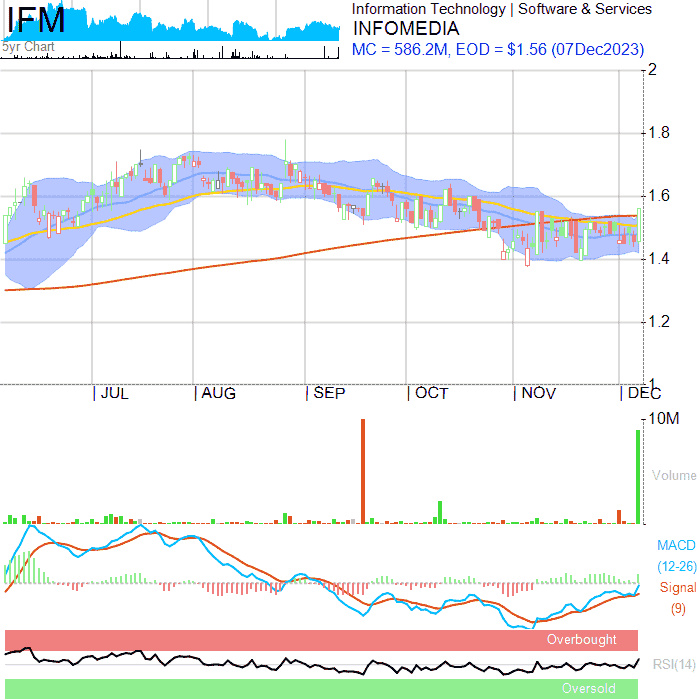 IFM
5yr Chart
Information Technology | Software & Services
INFOMEDIA
MC = 586.2M, EOD = $1.56 (07Dec2023)
2
1.8
1.6
1.4
1.2
1
JUL AUG SEP OCT NOV DEC
10M
Volume
MACD
(12-26)
Signal
(9)
Overbought
RSI(14)
Oversold